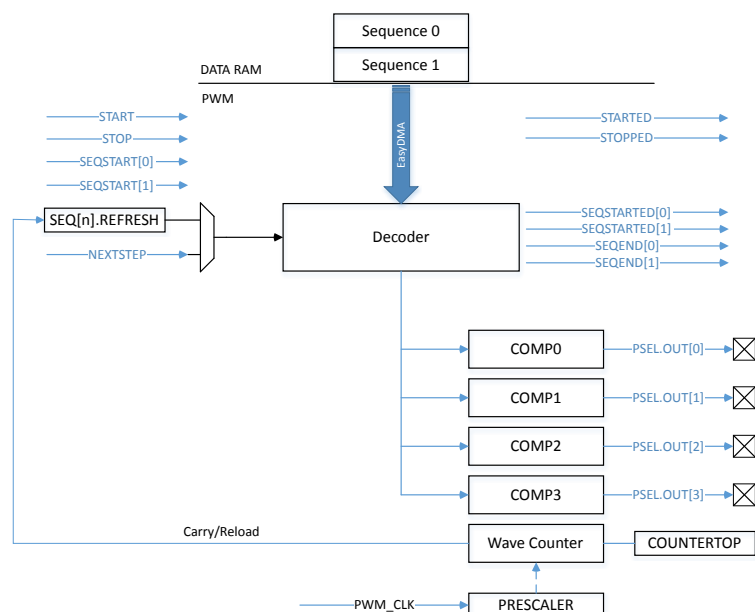 Sequence 0
Sequence 1
DATA RAM
PWM
START
STOP
SEQSTART[0]
SEQSTART[1]
EasyDMA
STARTED
STOPPED
SEQ[n].REFRESH
NEXTSTEP
Decoder
SEQSTARTED[0]
SEQSTARTED[1]
SEQEND[0]
SEQEND[1]
COMP0
PSEL.OUT[0]
COMP1
PSEL.OUT[1]
COMP2
PSEL.OUT[2]
COMP3
PSEL.OUT[3]
Carry/Reload
Wave Counter
COUNTERTOP
PWM_CLK
PRESCALER